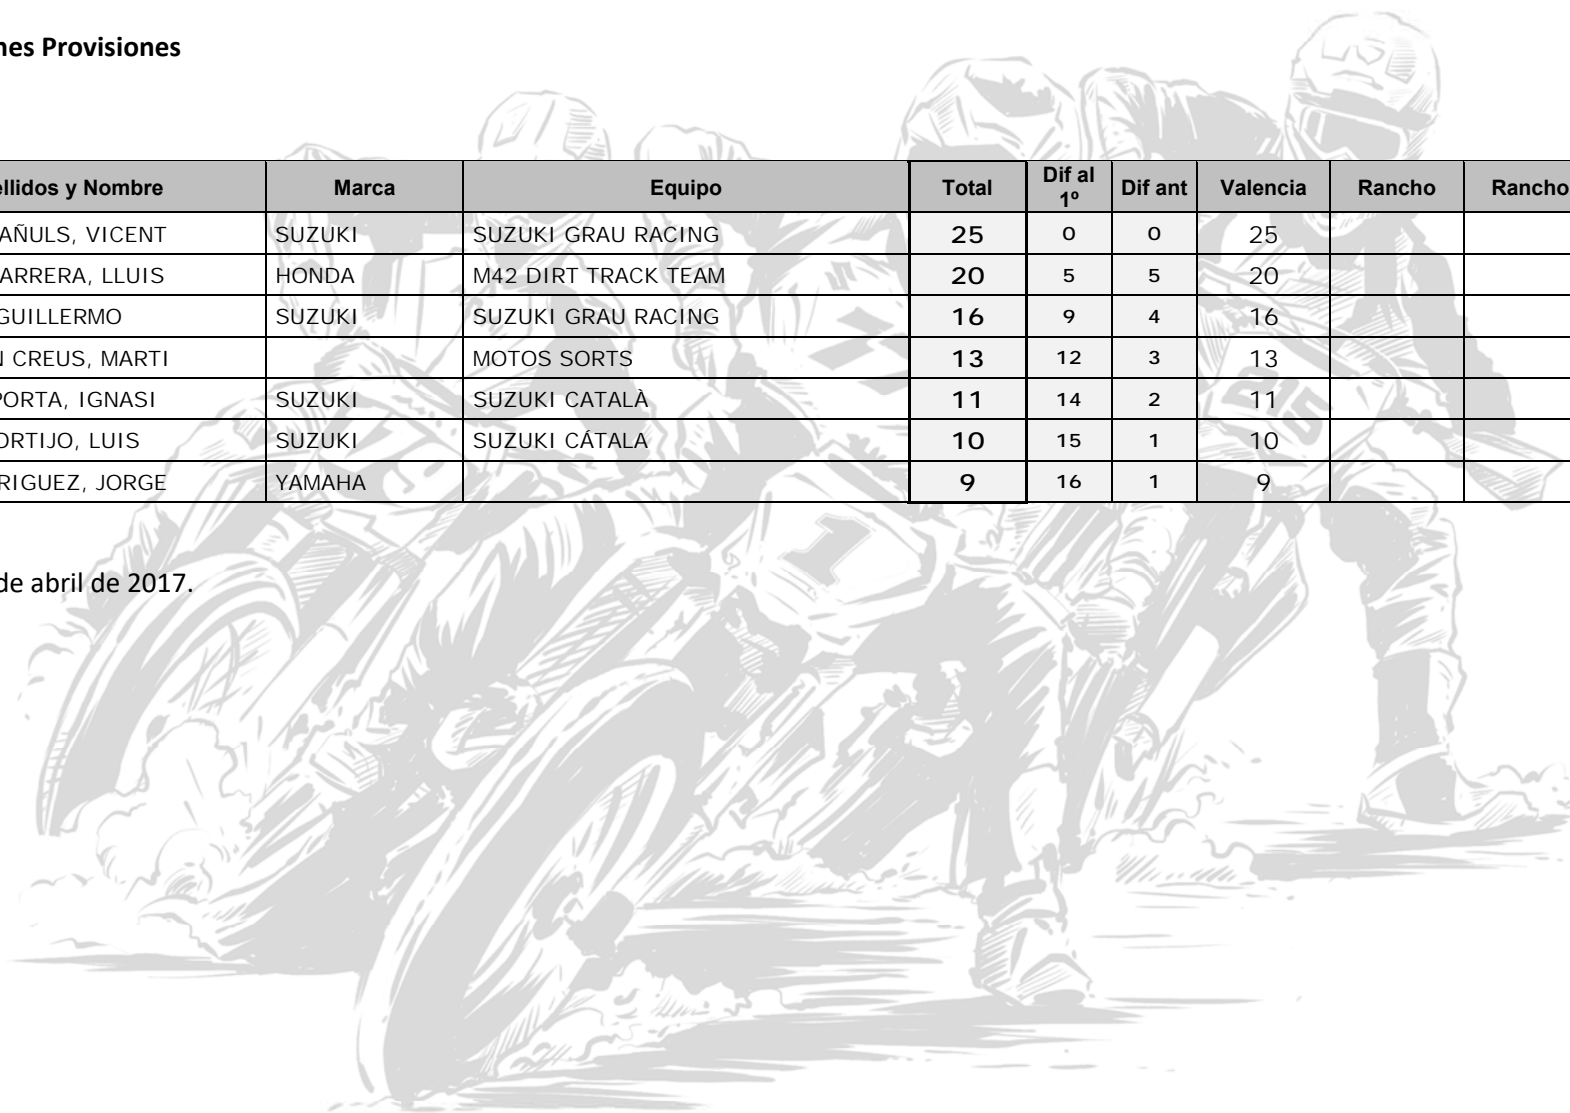 nes Provisiones
ellidos y Nombre Marca Equipo Total Dif al 1º Dif ant Valencia Rancho Rancho
AÑULS, VICENT SUZUKI SUZUKI GRAU RACING 25 0 0 25
ARRERA, LLUIS HONDA M42 DIRT TRACK TEAM 20 5 5 20
GUILLERMO SUZUKI SUZUKI GRAU RACING 16 9 4 16
N CREUS, MARTI MOTOS SORTS 13 12 3 13
PORTA, IGNASI SUZUKI SUZUKI CATALÀ 11 14 2 11
ORTIJO, LUIS SUZUKI SUZUKI CÁTALA 10 15 1 10
RIGUEZ, JORGE YAMAHA 9 16 1 9
de abril de 2017.
1
215